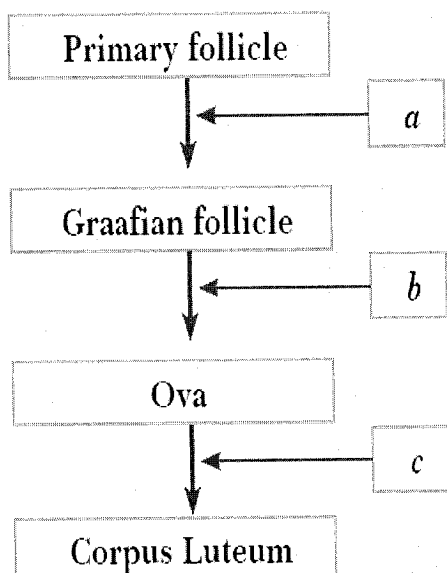 Primary follicle
a
Graafian follicle
b
Ova
c
Corpus Luteum